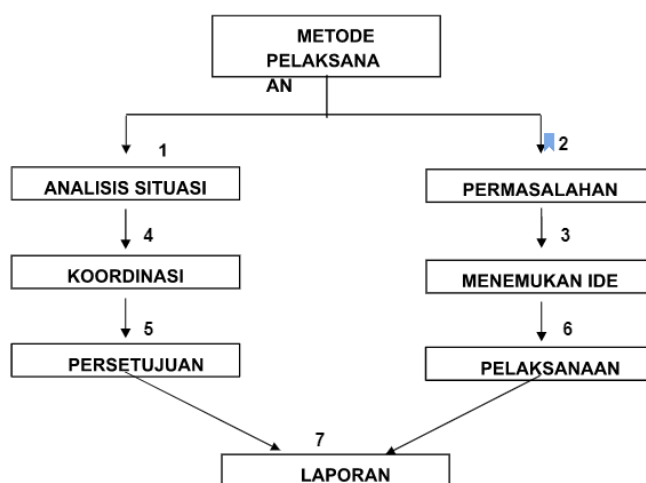 METODE
PELAKSANA
AN
1
2
ANALISIS SITUASI
PERMASALAHAN
4
3
KOORDINASI
MENEMUKAN IDE
5
6
PERSETUJUAN
PELAKSANAAN
7
LAPORAN